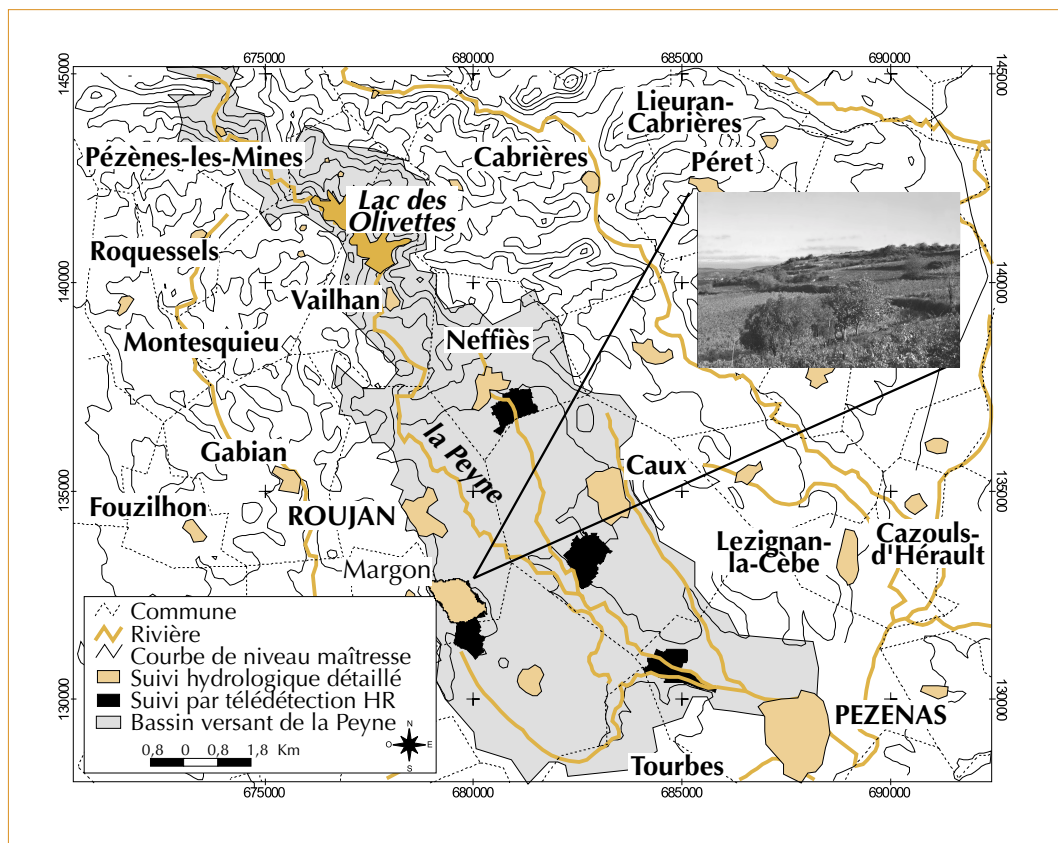 675000
680000
685000
690000
145000
145000
Lieuran-
Cabrières
Pézènes-les-Mines
Cabrières
Péret
Lac des
Olivettes
Roquessels
140000
140000
Vailhan
Montesquieu
Neffiès
la Peyne
Gabian
Caux
135000
135000
Fouzilhon
ROUJAN
Lezignan-
la-Cèbe
Cazouls-
d'Hérault
Margon
Commune
Rivière
Courbe de niveau maîtresse
Suivi hydrologique détaillé
Suivi par télédétection HR
Bassin versant de la Peyne
0,8 0 0,8 1,8 Km
N
O E
S
130000
130000
PEZENAS
Tourbes
675000
680000
685000
690000